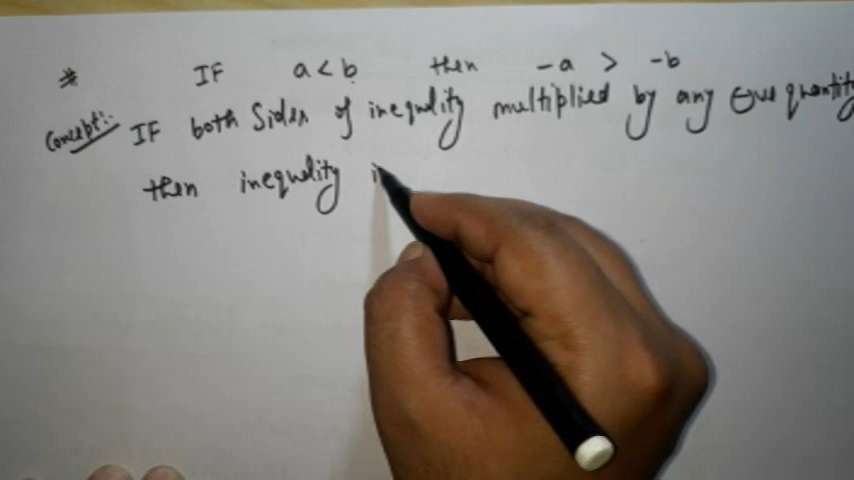 * IF a < b then -a > -b
Concept:- IF both sides of inequality multiplied by any ⊖ve quantity
then inequality i